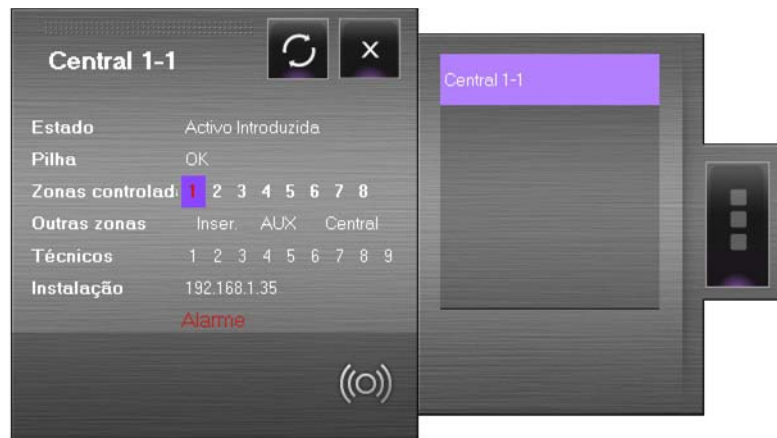 Central 1-1
X
Estado Activo Introduzida
Pilha OK
Zonas controlad 1 2 3 4 5 6 7 8
Outras zonas Inser. AUX Central
Técnicos 1 2 3 4 5 6 7 8 9
Instalação 192.168.1.35
Alarme
Central 1-1